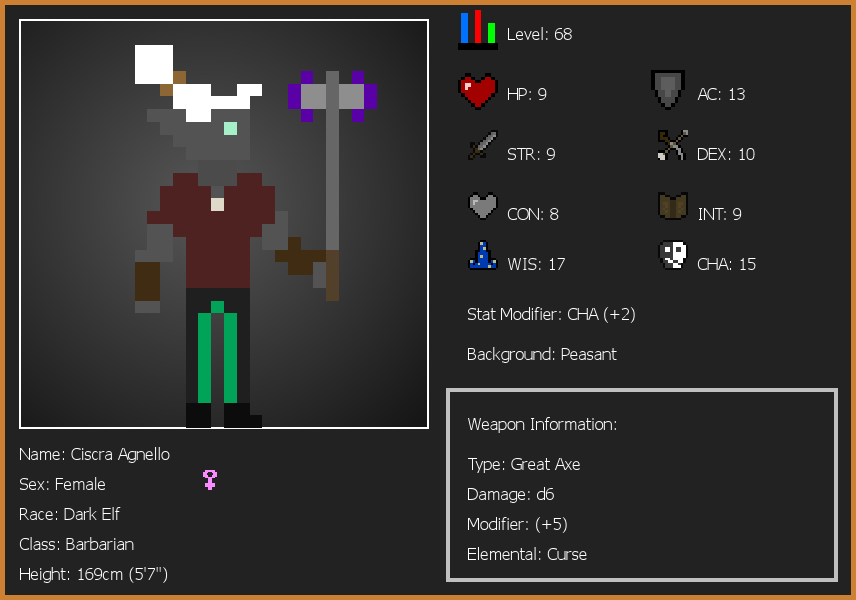 Level: 68
HP: 9
AC: 13
STR: 9
DEX: 10
CON: 8
INT: 9
WIS: 17
CHA: 15
Stat Modifier: CHA (+2)
Background: Peasant
Weapon Information:
Type: Great Axe
Damage: d6
Modifier: (+5)
Elemental: Curse
Name: Ciscra Agnello
Sex: Female
Race: Dark Elf
Class: Barbarian
Height: 169cm (5'7")